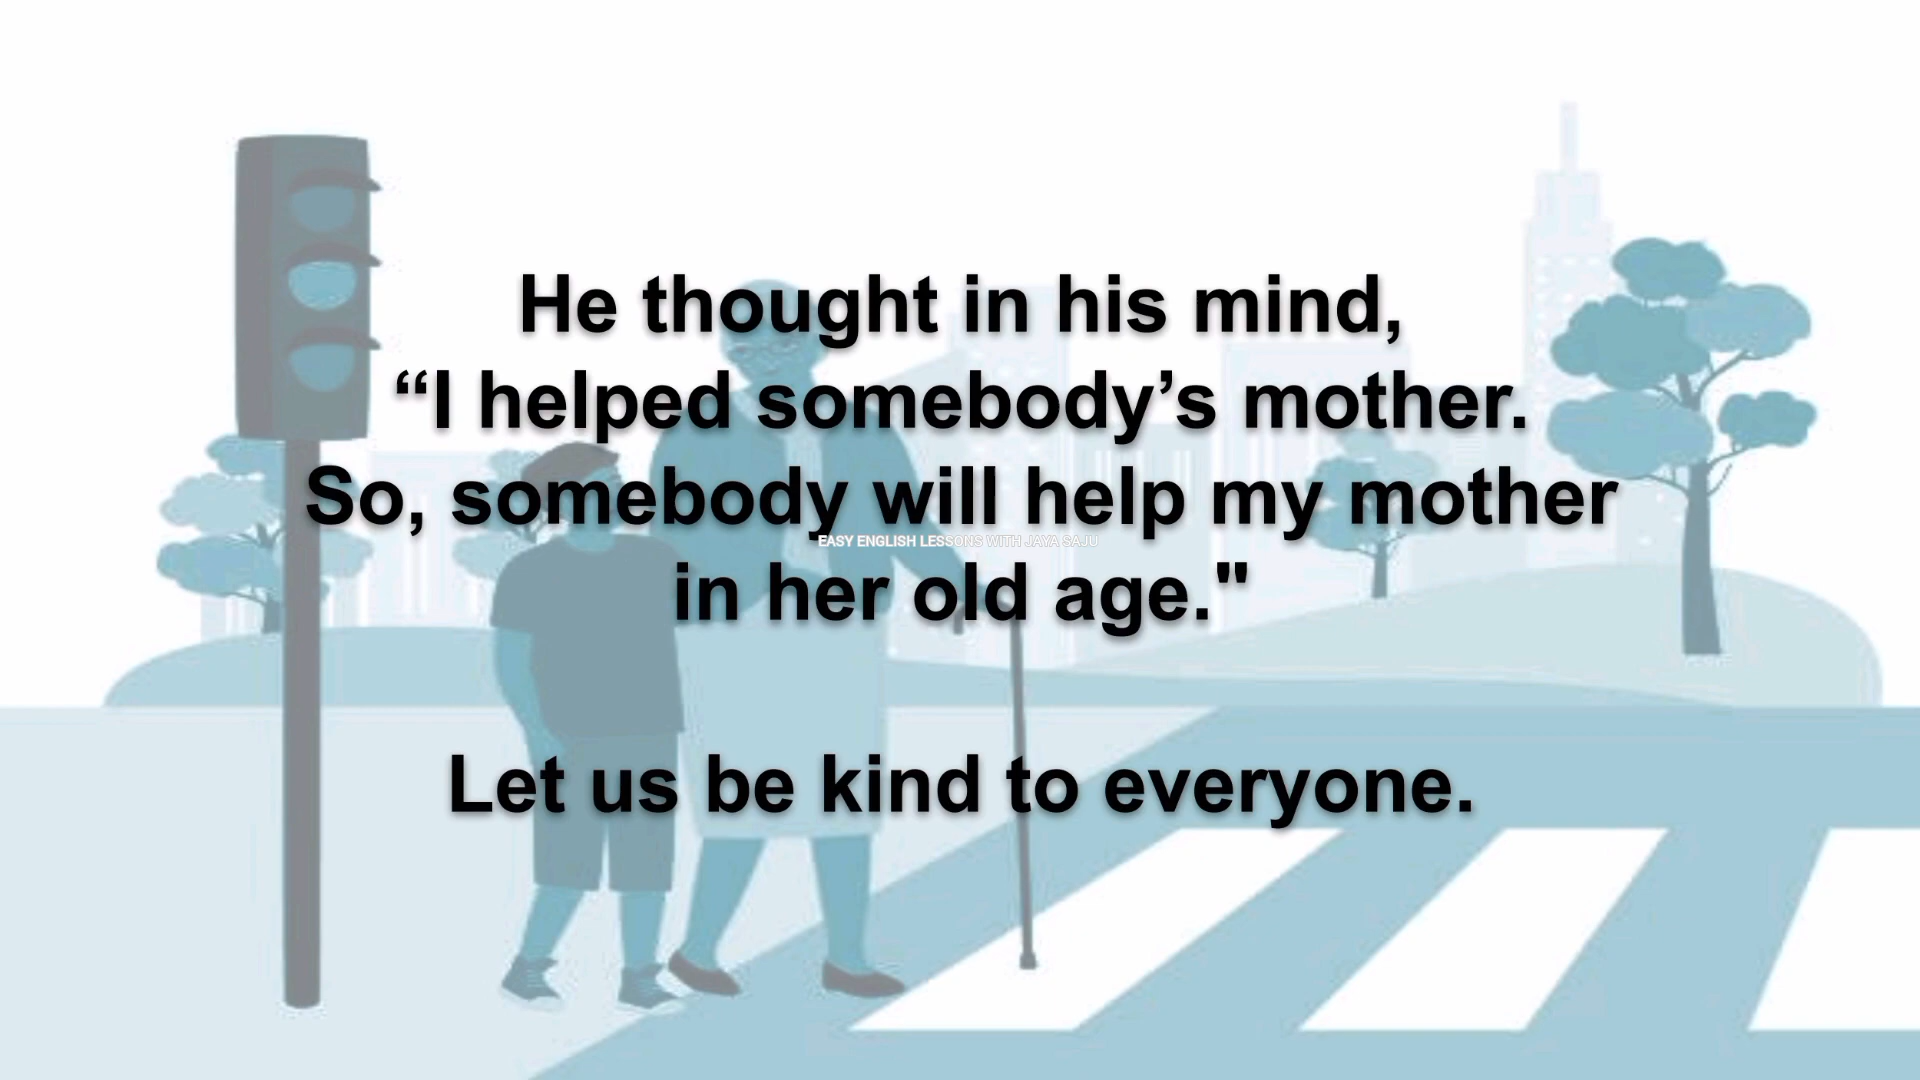 He thought in his mind,
“I helped somebody’s mother.
So, somebody will help my mother
EASY ENGLISH LESSONS WITH JAYA SAJU
in her old age."
Let us be kind to everyone.